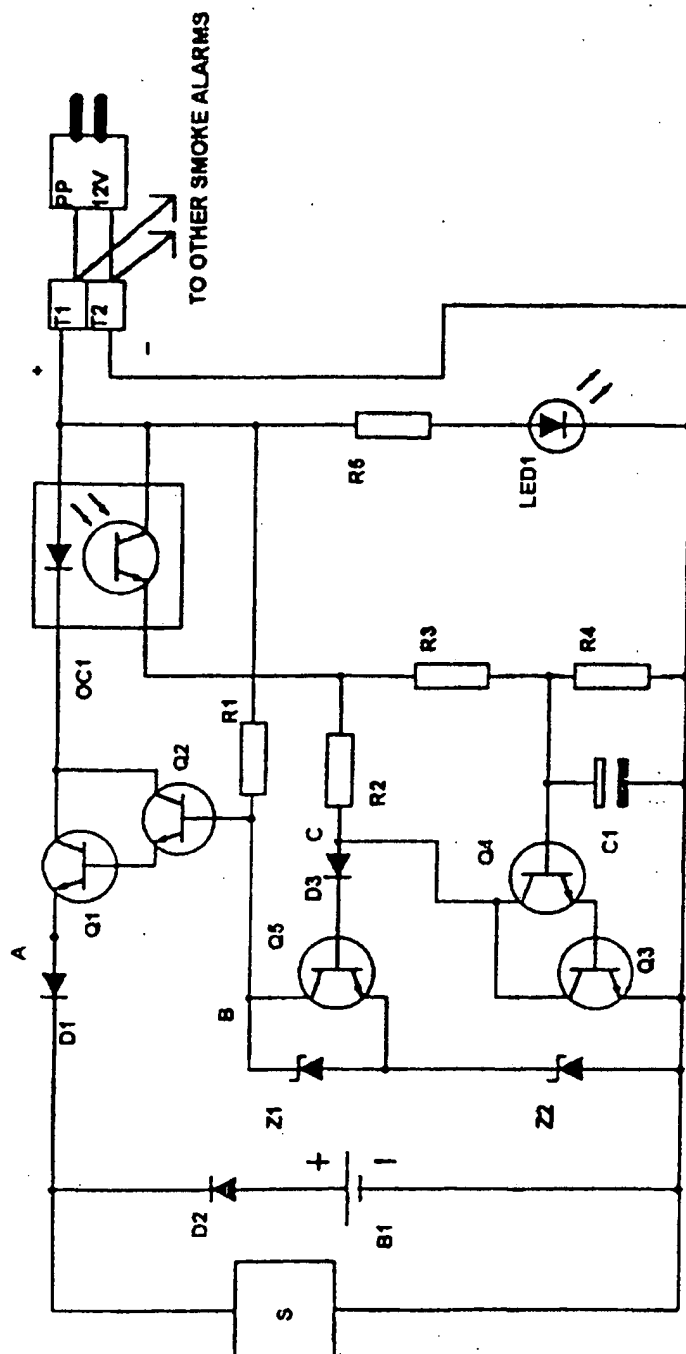 PP
12V
T1
T2
TO OTHER SMOKE ALARMS
+
−
R5
LED1
OC1
R3
R4
R1
Q2
R2
C
D3
Q4
C1
A
Q1
Q5
Q3
D1
B
Z1
Z2
D2
+
−
B1
S